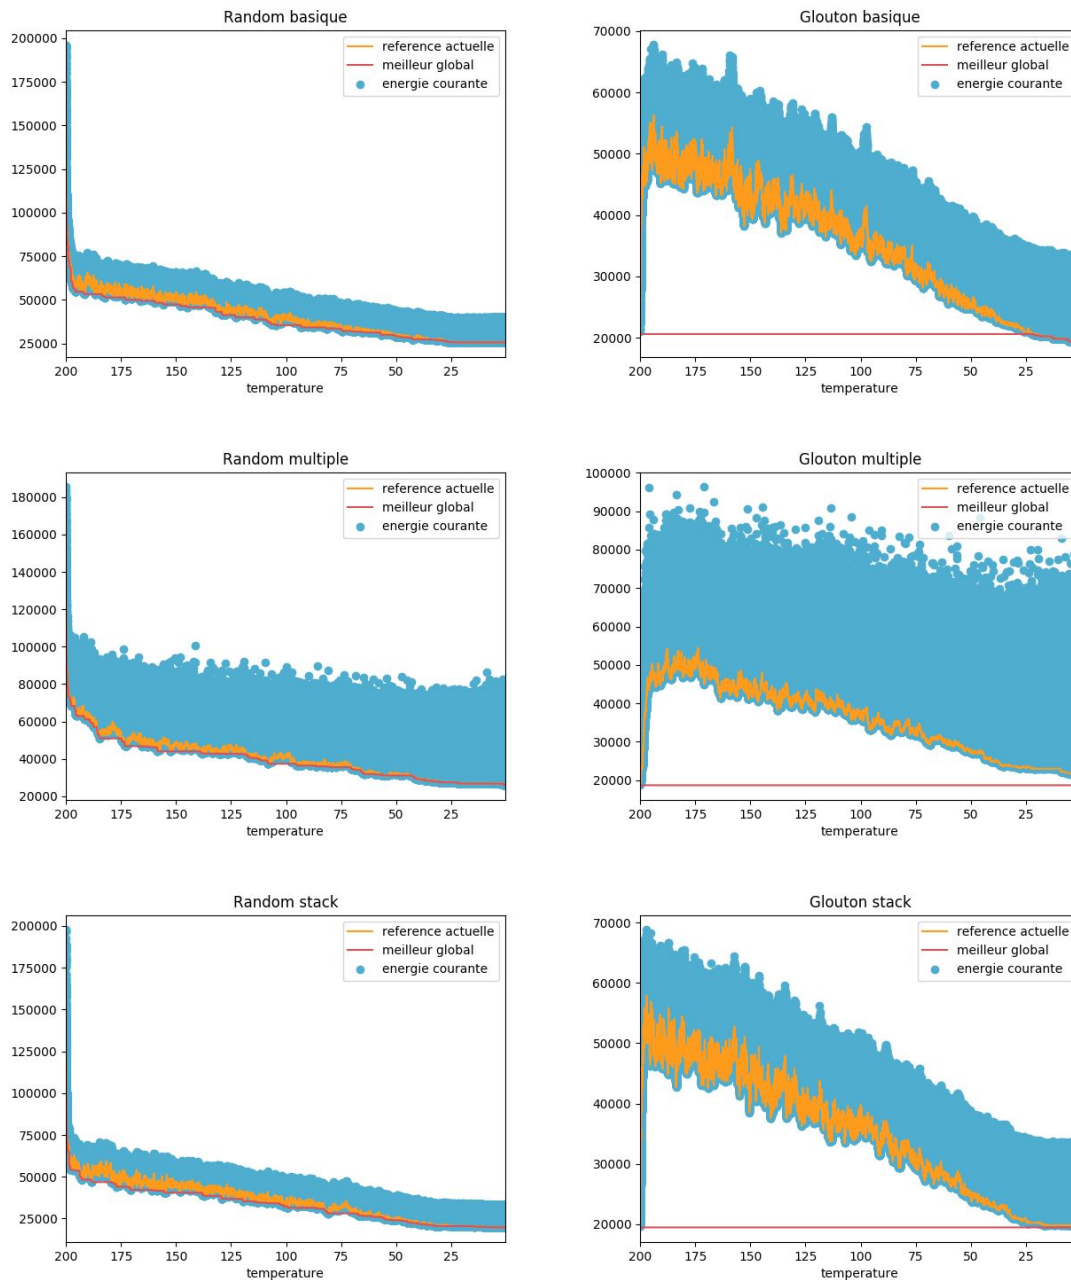 Random basique
200000
175000
150000
125000
100000
75000
50000
25000
200 175 150 125 100 75 50 25
temperature
reference actuelle
meilleur global
energie courante
Glouton basique
70000
60000
50000
40000
30000
20000
200 175 150 125 100 75 50 25
temperature
reference actuelle
meilleur global
energie courante
Random multiple
180000
160000
140000
120000
100000
80000
60000
40000
20000
200 175 150 125 100 75 50 25
temperature
reference actuelle
meilleur global
energie courante
Glouton multiple
100000
90000
80000
70000
60000
50000
40000
30000
20000
200 175 150 125 100 75 50 25
temperature
reference actuelle
meilleur global
energie courante
Random stack
200000
175000
150000
125000
100000
75000
50000
25000
200 175 150 125 100 75 50 25
temperature
reference actuelle
meilleur global
energie courante
Glouton stack
70000
60000
50000
40000
30000
20000
200 175 150 125 100 75 50 25
temperature
reference actuelle
meilleur global
energie courante